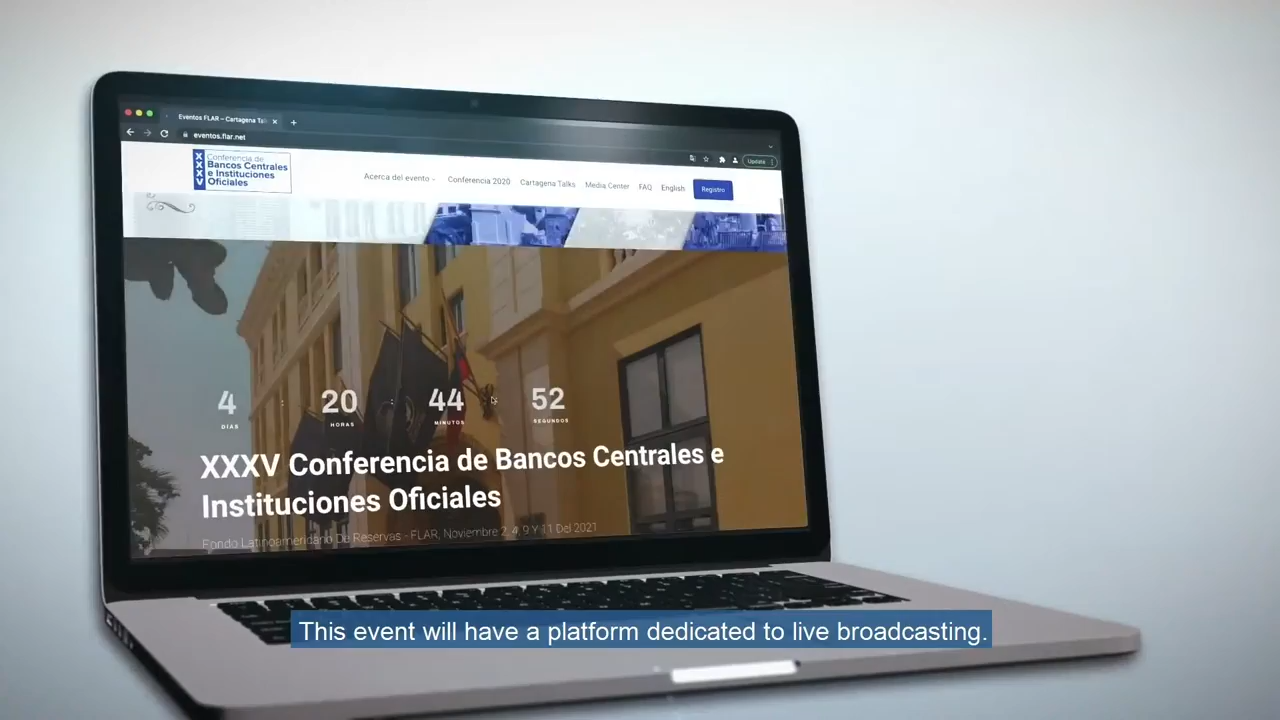 Eventos FLAR – Cartagena Tal
eventos.flar.net
Update
XXXV
Conferencia de
Bancos Centrales
e Instituciones
Oficiales
Acerca del evento
Conferencia 2020
Cartagena Talks
Media Center
FAQ
English
Registro
4 : 20 : 44 52
DÍAS HORAS MINUTOS SEGUNDOS
XXXV Conferencia de Bancos Centrales e
Instituciones Oficiales
Fondo Latinoamericano De Reservas - FLAR, Noviembre 2, 4, 9 Y 11 Del 2021
This event will have a platform dedicated to live broadcasting.